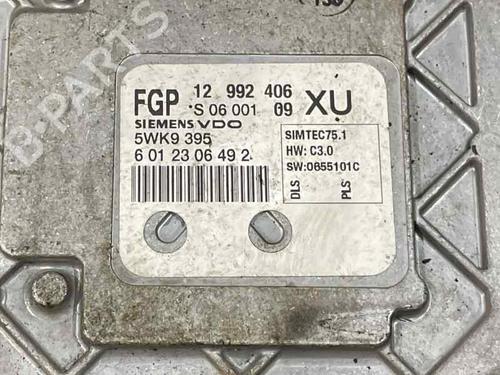 B-PARTS
FGP 12 992 406 XU
S 06 001 09
SIEMENS VDO
5WK9 395
6 01 23 06 49 2
SIMTEC75.1
HW: C3.0
SW:0855101C
DLS
PLS